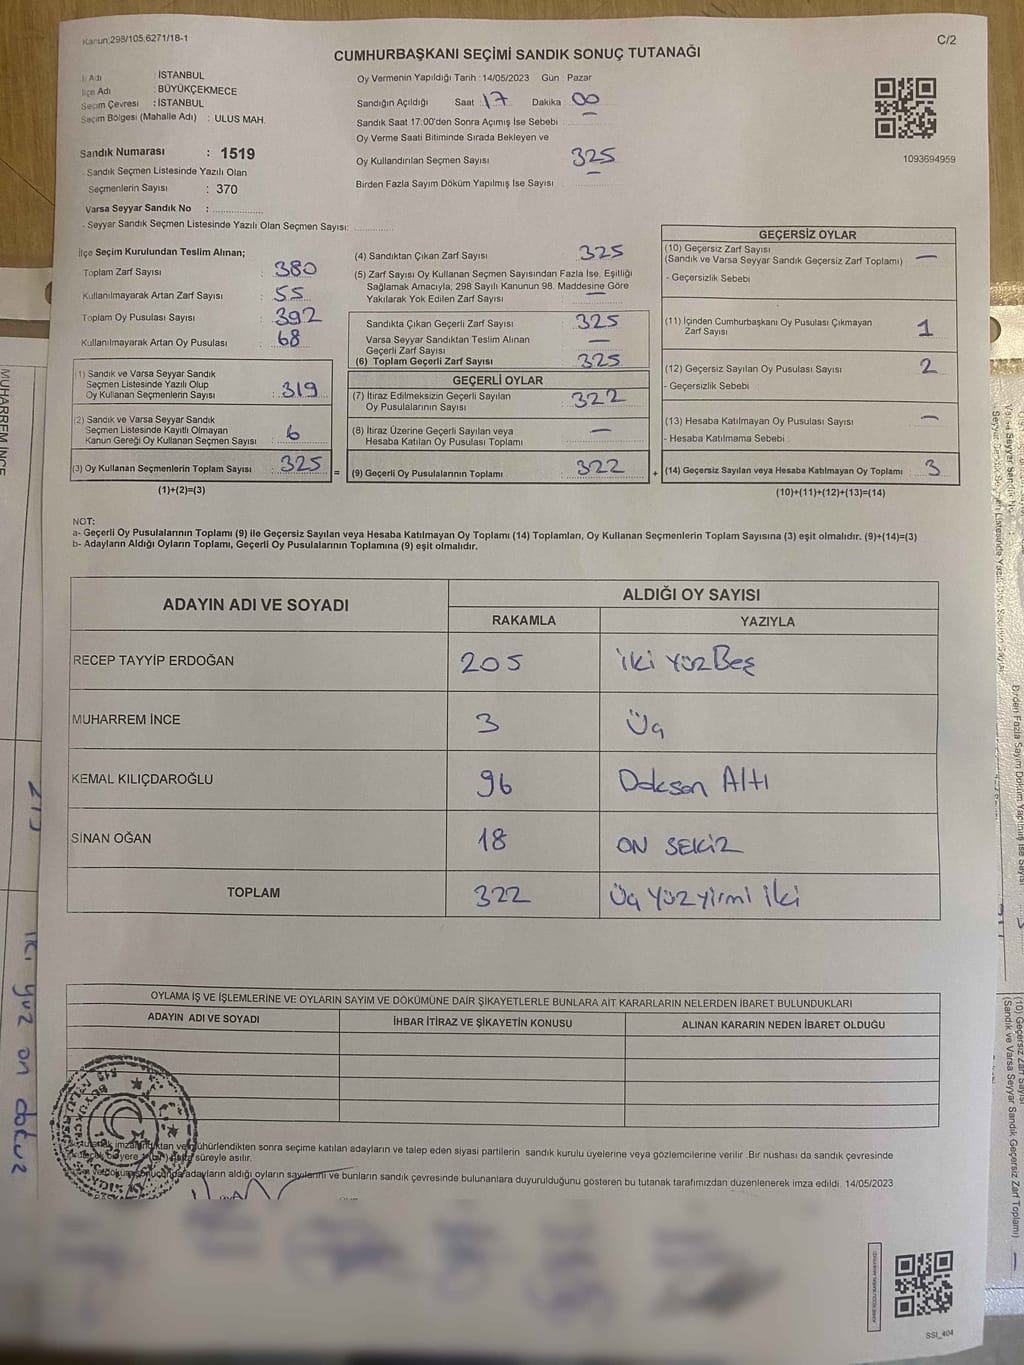 Kanun:298/105;6271/18-1
C/2
CUMHURBAŞKANI SEÇİMİ SANDIK SONUÇ TUTANAĞI
İl Adı : İSTANBUL
İlçe Adı : BÜYÜKÇEKMECE
Seçim Çevresi : İSTANBUL
Seçim Bölgesi (Mahalle Adı) : ULUS MAH.
Sandık Numarası : 1519
- Sandık Seçmen Listesinde Yazılı Olan
Seçmenlerin Sayısı : 370
Varsa Seyyar Sandık No :
- Seyyar Sandık Seçmen Listesinde Yazılı Olan Seçmen Sayısı:
Oy Vermenin Yapıldığı Tarih : 14/05/2023 Gün : Pazar
Sandığın Açıldığı Saat : 17 Dakika : 00
Sandık Saat 17:00'den Sonra Açımış İse Sebebi :
Oy Verme Saati Bitiminde Sırada Bekleyen ve
Oy Kullandırılan Seçmen Sayısı 325
Birden Fazla Sayım Döküm Yapılmış İse Sayısı
1093694959
İlçe Seçim Kurulundan Teslim Alınan;
Toplam Zarf Sayısı : 380
Kullanılmayarak Artan Zarf Sayısı : 55
Toplam Oy Pusulası Sayısı : 392
Kullanılmayarak Artan Oy Pusulası : 68
(1) Sandık ve Varsa Seyyar Sandık
Seçmen Listesinde Yazılı Olup
Oy Kullanan Seçmenlerin Sayısı : 319
(2) Sandık ve Varsa Seyyar Sandık
Seçmen Listesinde Kayıtlı Olmayan
Kanun Gereği Oy Kullanan Seçmen Sayısı : 6
(3) Oy Kullanan Seçmenlerin Toplam Sayısı : 325
(1)+(2)=(3)
(4) Sandıktan Çıkan Zarf Sayısı 325
(5) Zarf Sayısı Oy Kullanan Seçmen Sayısından Fazla İse, Eşitliği
Sağlamak Amacıyla; 298 Sayılı Kanunun 98. Maddesine Göre
Yakılarak Yok Edilen Zarf Sayısı : —
Sandıkta Çıkan Geçerli Zarf Sayısı 325
Varsa Seyyar Sandıktan Teslim Alınan
Geçerli Zarf Sayısı —
(6) Toplam Geçerli Zarf Sayısı 325
GEÇERLİ OYLAR
(7) İtiraz Edilmeksizin Geçerli Sayılan
Oy Pusulalarının Sayısı : 322
(8) İtiraz Üzerine Geçerli Sayılan veya
Hesaba Katılan Oy Pusulası Toplamı : —
= (9) Geçerli Oy Pusulalarının Toplamı : 322 +
GEÇERSİZ OYLAR
(10) Geçersiz Zarf Sayısı
(Sandık ve Varsa Seyyar Sandık Geçersiz Zarf Toplamı) —
- Geçersizlik Sebebi :
(11) İçinden Cumhurbaşkanı Oy Pusulası Çıkmayan
Zarf Sayısı 1
(12) Geçersiz Sayılan Oy Pusulası Sayısı : 2
- Geçersizlik Sebebi :
(13) Hesaba Katılmayan Oy Pusulası Sayısı : —
- Hesaba Katılmama Sebebi :
(14) Geçersiz Sayılan veya Hesaba Katılmayan Oy Toplamı : 3
(10)+(11)+(12)+(13)=(14)
NOT:
a- Geçerli Oy Pusulalarının Toplamı (9) ile Geçersiz Sayılan veya Hesaba Katılmayan Oy Toplamı (14) Toplamları, Oy Kullanan Seçmenlerin Toplam Sayısına (3) eşit olmalıdır. (9)+(14)=(3)
b- Adayların Aldığı Oyların Toplamı, Geçerli Oy Pusulalarının Toplamına (9) eşit olmalıdır.
ADAYIN ADI VE SOYADI
ALDIĞI OY SAYISI
RAKAMLA YAZIYLA
RECEP TAYYİP ERDOĞAN 205 iki Yüz Beş
MUHARREM İNCE 3 Üç
KEMAL KILIÇDAROĞLU 96 Doksan Altı
SİNAN OĞAN 18 ON SEKİZ
TOPLAM 322 Üç Yüz yirmi iki
OYLAMA İŞ VE İŞLEMLERİNE VE OYLARIN SAYIM VE DÖKÜMÜNE DAİR ŞİKAYETLERLE BUNLARA AİT KARARLARIN NELERDEN İBARET BULUNDUKLARI
ADAYIN ADI VE SOYADI İHBAR İTİRAZ VE ŞİKAYETİN KONUSU ALINAN KARARIN NEDEN İBARET OLDUĞU
sonra seçime katılan adayların ve talep eden siyasi partilerin sandık kurulu üyelerine veya gözlemcilerine verilir. Bir nushası da sandık çevresinde
süreyle asılır.
adayların aldığı oyların sayılarını ve bunların sandık çevresinde bulunanlara duyurulduğunu gösteren bu tutanak tarafımızdan düzenlenerek imza edildi. 14/05/2023
SSI_404
MUHARREM İNCE
iki yüz on dokuz
(10) Geçersiz Zarf Sayısı
(Sandık ve Varsa Seyyar Sandık Geçersiz Zarf Toplamı)
Birden Fazla Sayım Döküm Yapılmış İse Sayısı